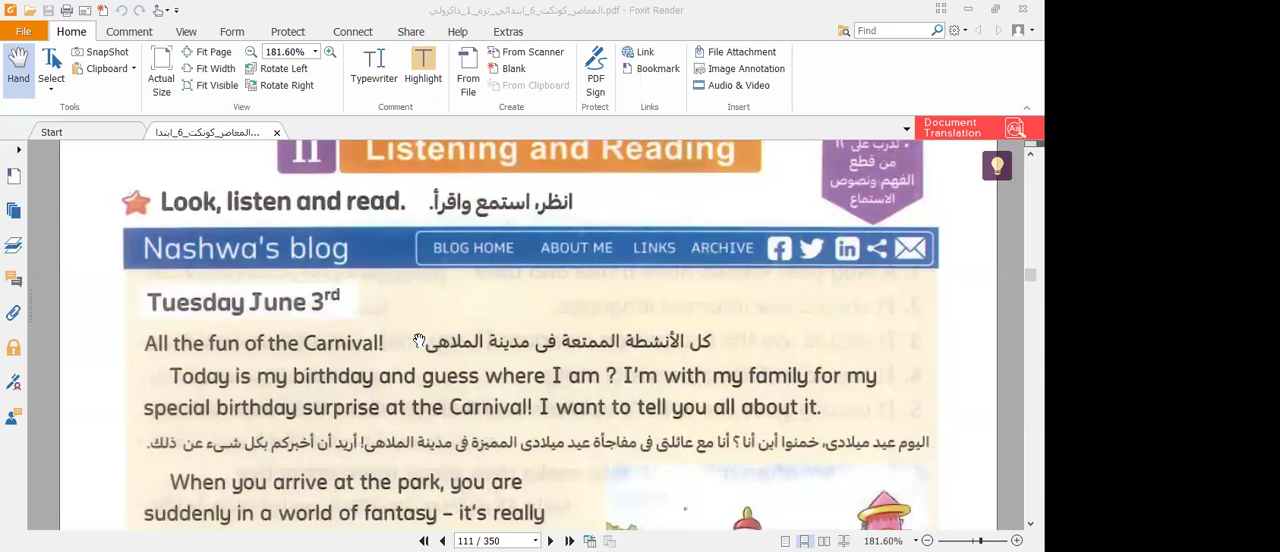 المعاصر_كونكت_6_ابتدائي_ترم_1_ذاكرولي.pdf - Foxit Reader
File Home Comment View Form Protect Connect Share Help Extras Find
Hand Select SnapShot Clipboard Actual Size Fit Page Fit Width Fit Visible 181.60% Rotate Left Rotate Right Typewriter Highlight From File From Scanner Blank From Clipboard PDF Sign Link Bookmark File Attachment Image Annotation Audio & Video
Tools View Comment Create Protect Links Insert
Start المعاصر_كونكت_6_ابتدا... Document Translation
II Listening and Reading
تدرب على ١٢
من قطع
الفهم ونصوص
الاستماع
Look, listen and read. انظر، استمع واقرأ.
Nashwa's blog BLOG HOME ABOUT ME LINKS ARCHIVE
Tuesday June 3rd
All the fun of the Carnival! كل الأنشطة الممتعة فى مدينة الملاهى
Today is my birthday and guess where I am ? I'm with my family for my
special birthday surprise at the Carnival! I want to tell you all about it.
اليوم عيد ميلادى، خمنوا أين أنا؟ أنا مع عائلتى فى مفاجأة عيد ميلادى المميزة فى مدينة الملاهى! أريد أن أخبركم بكل شىء عن ذلك.
When you arrive at the park, you are
suddenly in a world of fantasy – it's really
111 / 350 181.60%